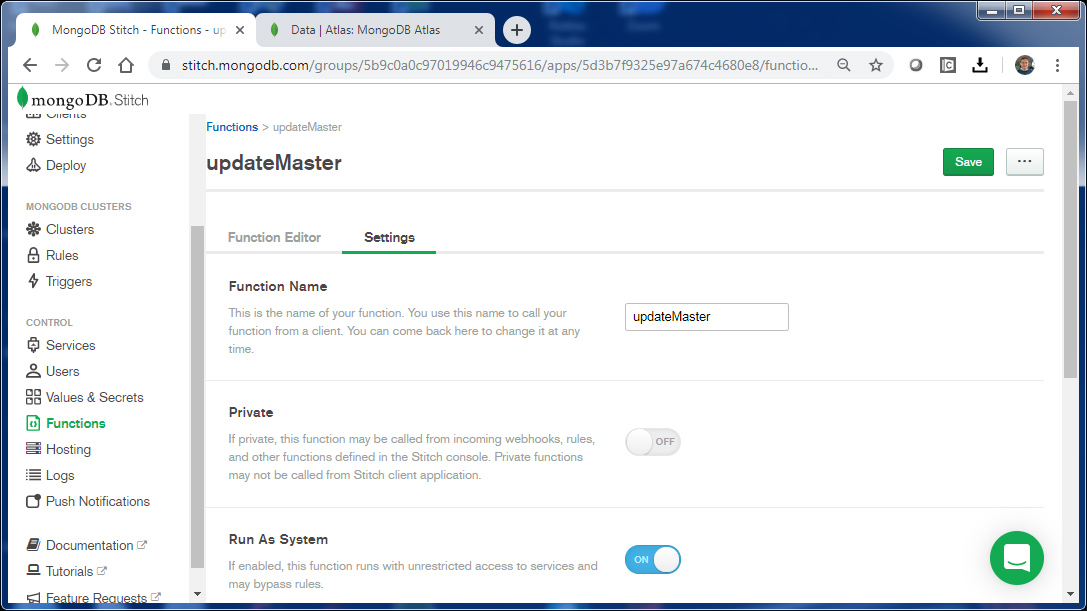 MongoDB Stitch - Functions - up
Data | Atlas: MongoDB Atlas
stitch.mongodb.com/groups/5b9c0a0c97019946c9475616/apps/5d3b7f9325e97a674c4680e8/functio...
mongoDB. Stitch
Clients
Settings
Deploy
MONGODB CLUSTERS
Clusters
Rules
Triggers
CONTROL
Services
Users
Values & Secrets
Functions
Hosting
Logs
Push Notifications
Documentation
Tutorials
Feature Requests
Functions > updateMaster
updateMaster
Save
...
Function Editor
Settings
Function Name
This is the name of your function. You use this name to call your
function from a client. You can come back here to change it at any
time.
updateMaster
Private
If private, this function may be called from incoming webhooks, rules,
and other functions defined in the Stitch console. Private functions
may not be called from Stitch client application.
OFF
Run As System
If enabled, this function runs with unrestricted access to services and
may bypass rules.
ON